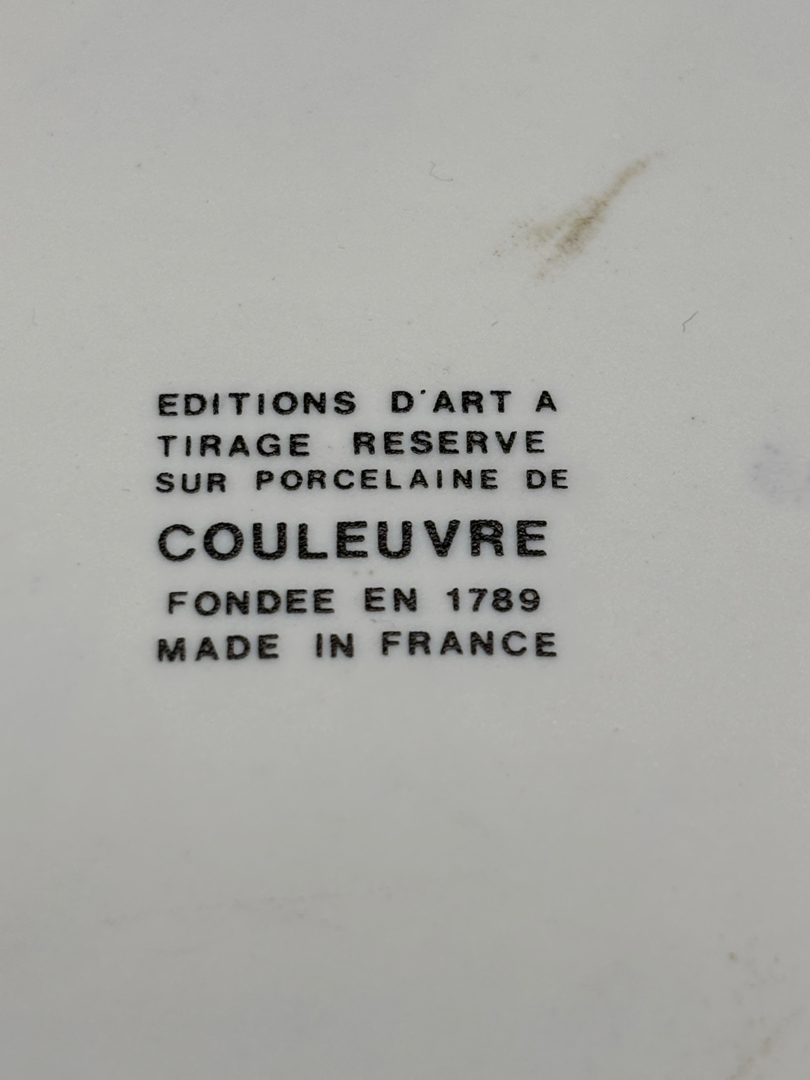 EDITIONS D'ART A
TIRAGE RESERVE
SUR PORCELAINE DE
COULEUVRE
FONDEE EN 1789
MADE IN FRANCE